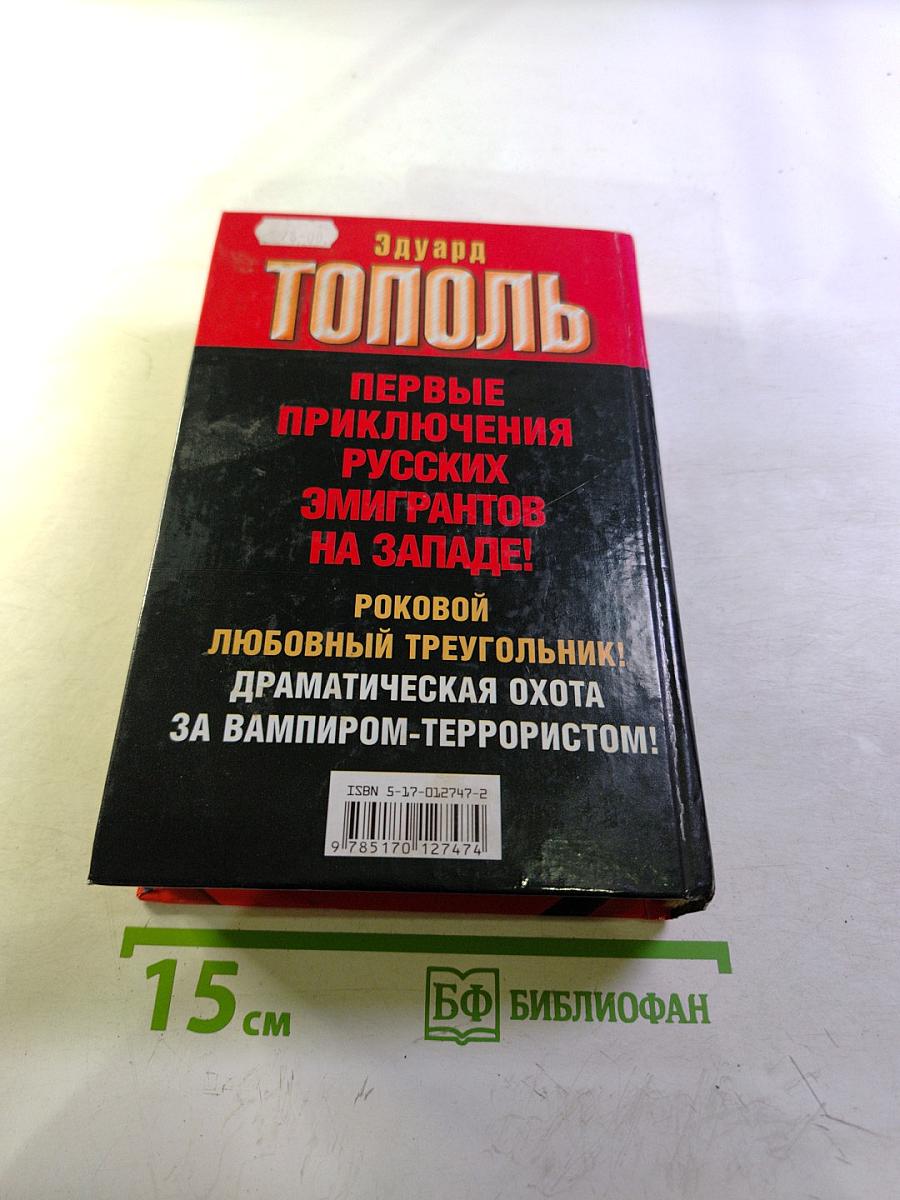 Эдуард
ТОПОЛЬ
ПЕРВЫЕ
ПРИКЛЮЧЕНИЯ
РУССКИХ
ЭМИГРАНТОВ
НА ЗАПАДЕ!
РОКОВОЙ
ЛЮБОВНЫЙ ТРЕУГОЛЬНИК!
ДРАМАТИЧЕСКАЯ ОХОТА
ЗА ВАМПИРОМ-ТЕРРОРИСТОМ!
ISBN 5-17-012747-2
9 785170 127474
15 см
БФ БИБЛИОФАН